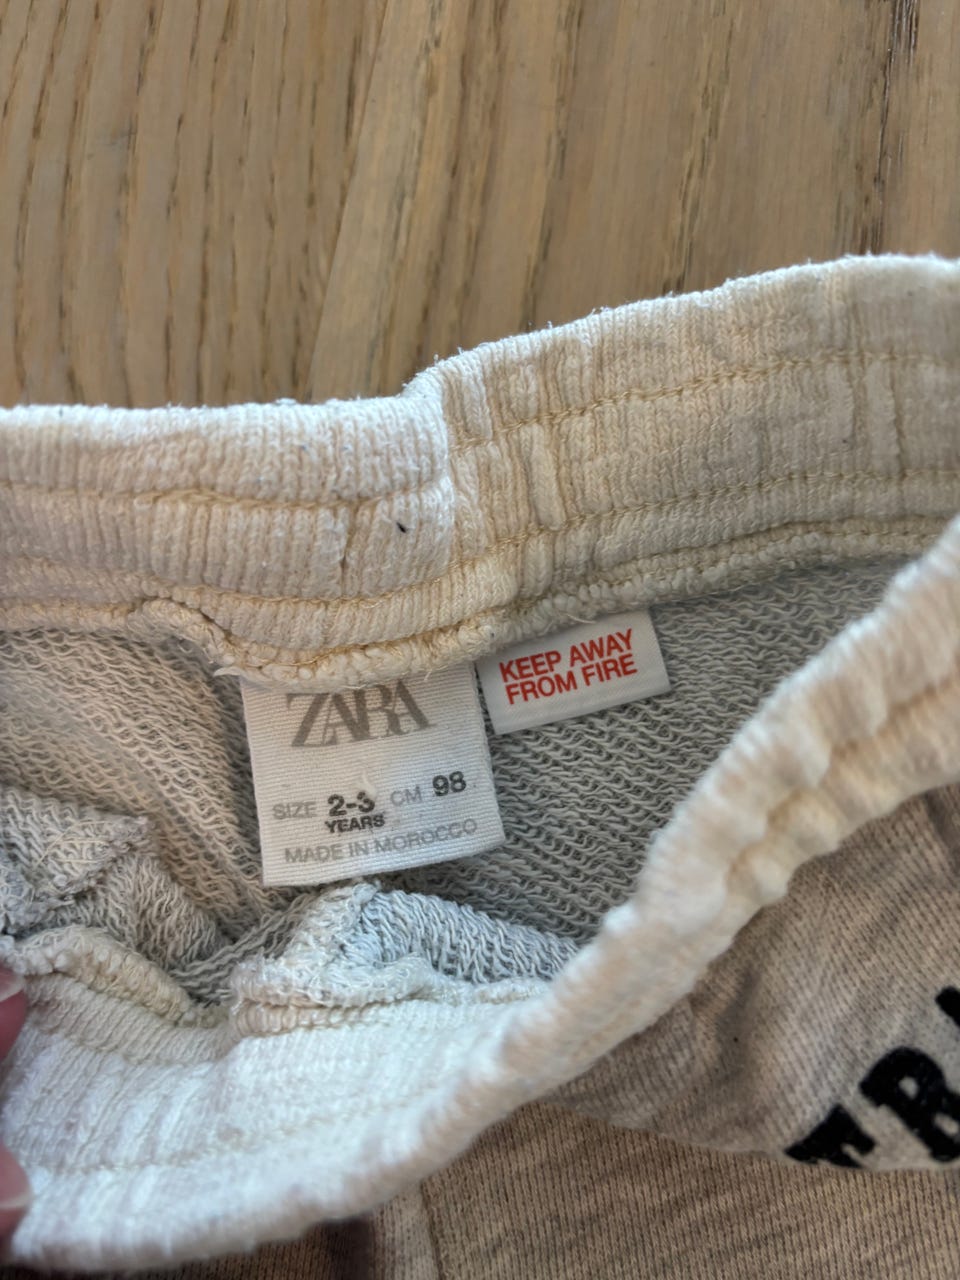 ZARA
SIZE 2-3 CM 98
YEARS
MADE IN MOROCCO
KEEP AWAY
FROM FIRE